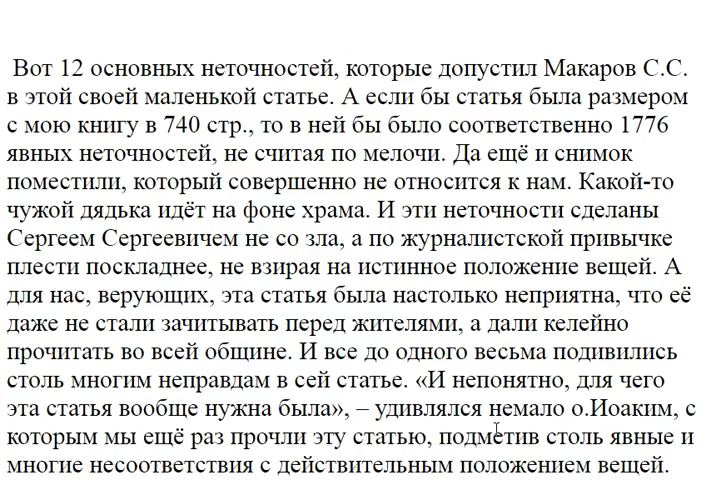 Вот 12 основных неточностей, которые допустил Макаров С.С.
в этой своей маленькой статье. А если бы статья была размером
с мою книгу в 740 стр., то в ней бы было соответственно 1776
явных неточностей, не считая по мелочи. Да ещё и снимок
поместили, который совершенно не относится к нам. Какой-то
чужой дядька идёт на фоне храма. И эти неточности сделаны
Сергеем Сергеевичем не со зла, а по журналистской привычке
плести поскладнее, не взирая на истинное положение вещей. А
для нас, верующих, эта статья была настолько неприятна, что её
даже не стали зачитывать перед жителями, а дали келейно
прочитать во всей общине. И все до одного весьма подивились
столь многим неправдам в сей статье. «И непонятно, для чего
эта статья вообще нужна была», – удивлялся немало о.Иоаким, с
которым мы ещё раз прочли эту статью, подметив столь явные и
многие несоответствия с действительным положением вещей.